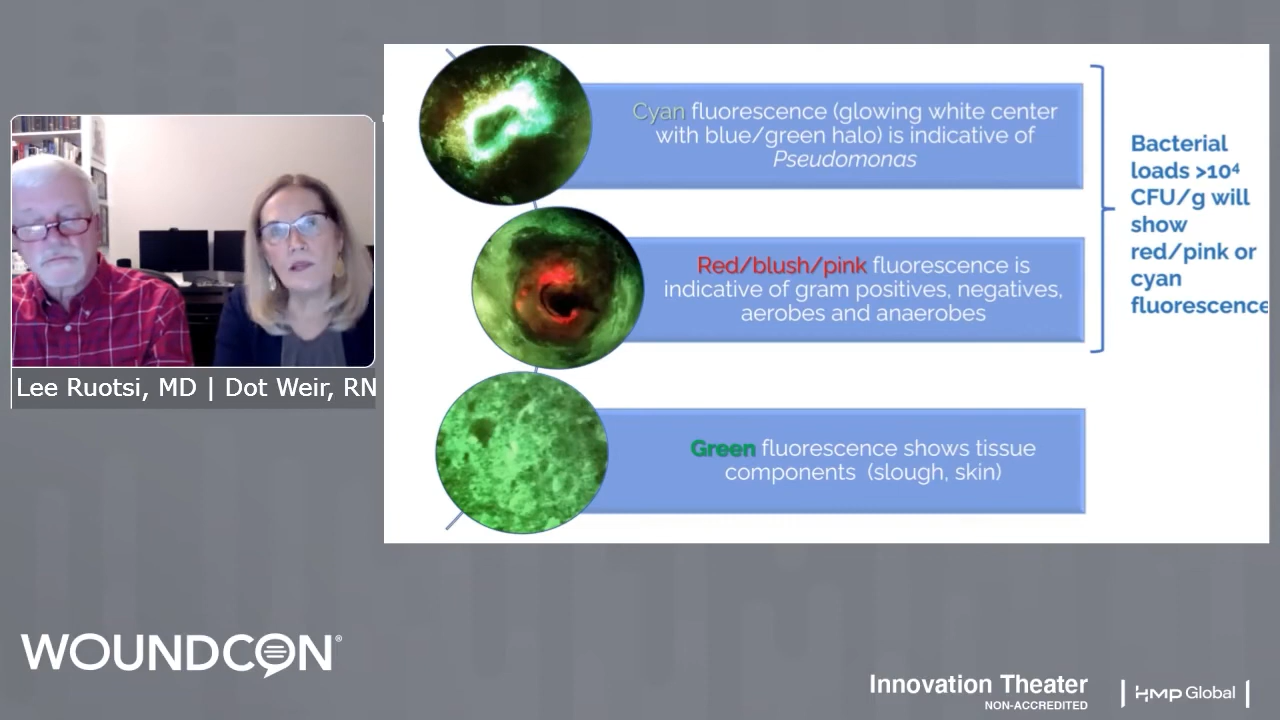 Cyan fluorescence (glowing white center
with blue/green halo) is indicative of
Pseudomonas
Red/blush/pink fluorescence is
indicative of gram positives, negatives,
aerobes and anaerobes
Green fluorescence shows tissue
components (slough, skin)
Bacterial
loads >10⁴
CFU/g will
show
red/pink or
cyan
fluorescence
Lee Ruotsi, MD | Dot Weir, RN
WOUNDCON®
Innovation Theater
NON-ACCREDITED
HMP Global